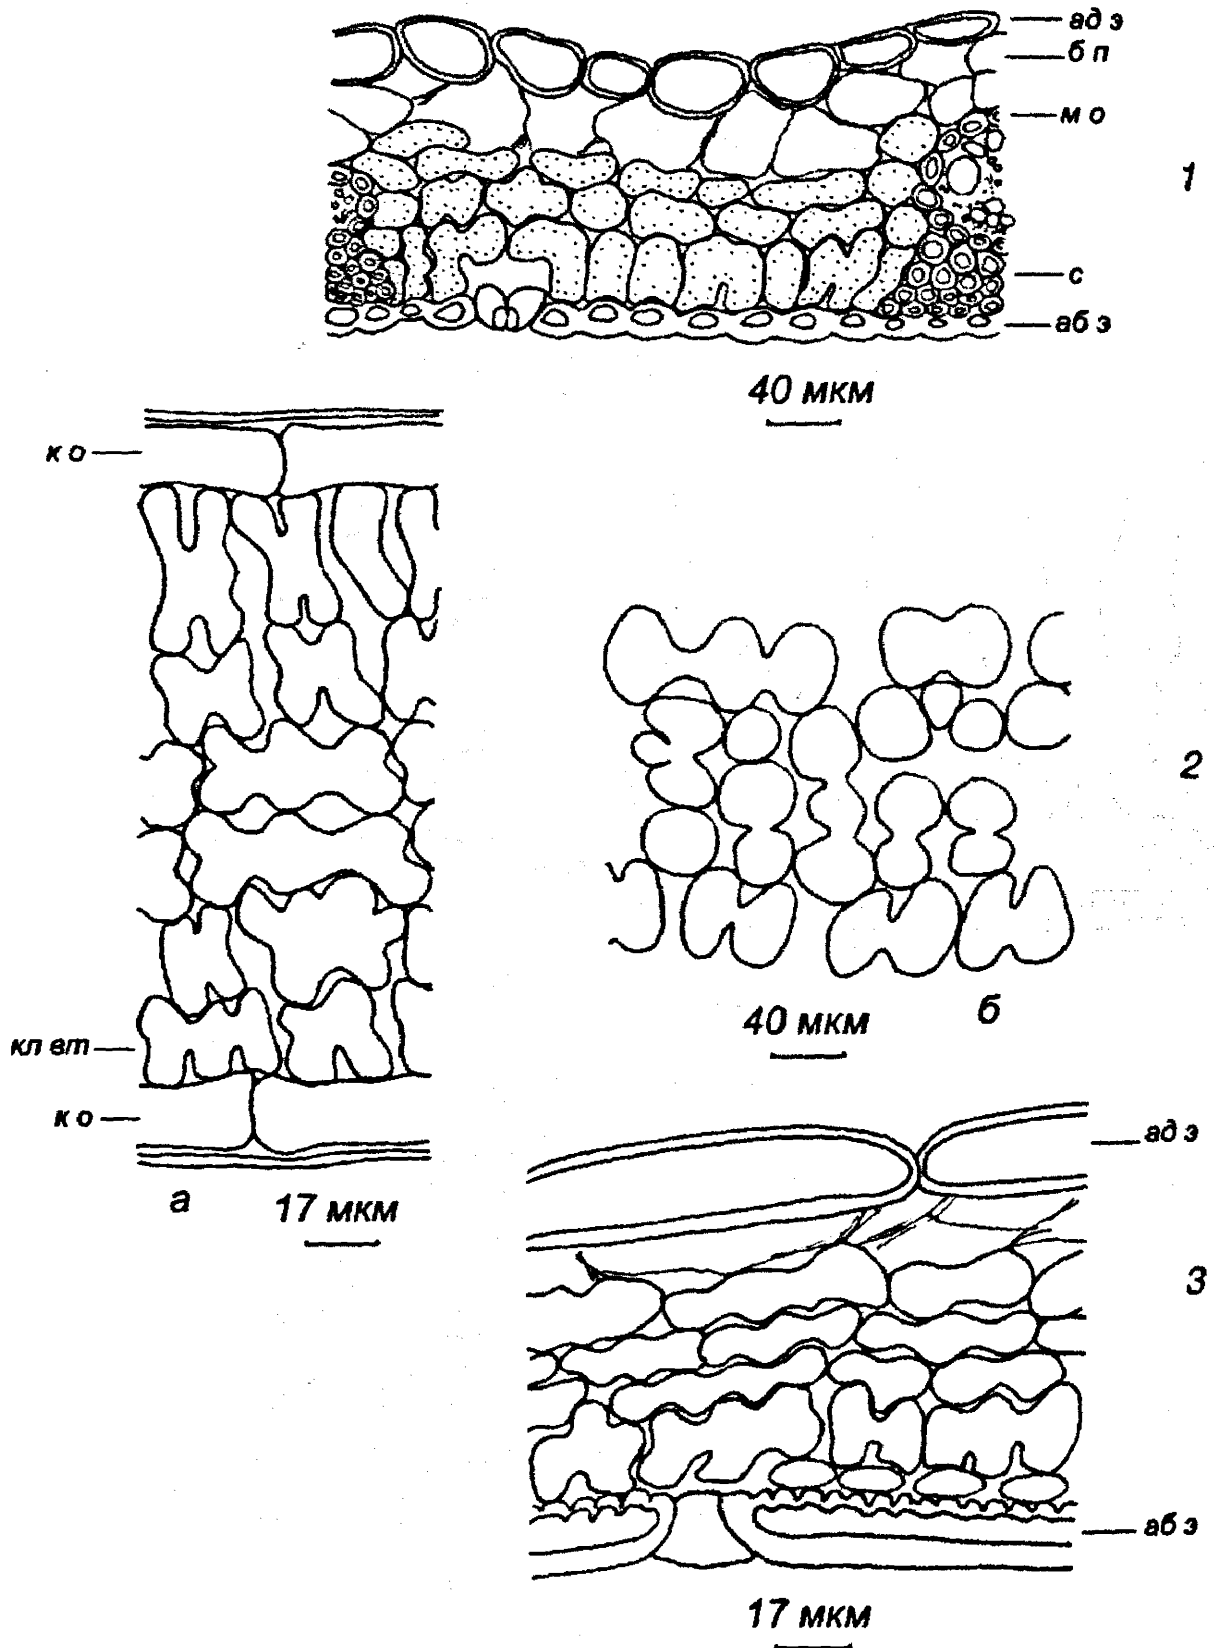 ад э
б п
м о
1
с
аб э
40 мкм
к о
2
кл вт
к о
а
17 мкм
40 мкм
б
ад э
3
аб э
17 мкм